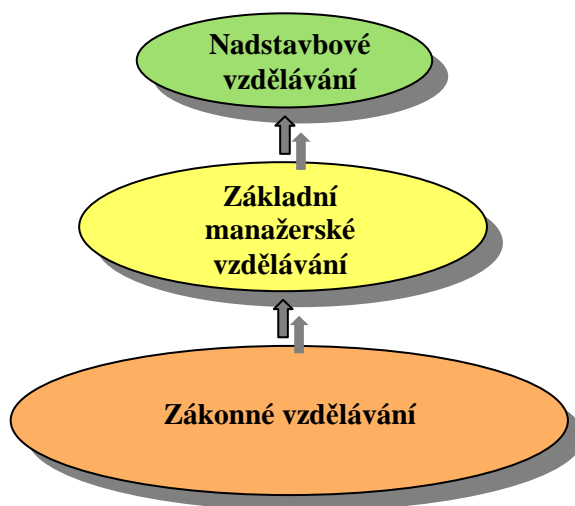 Nadstavbové
vzdělávání
Základní
manažerské
vzdělávání
Zákonné vzdělávání